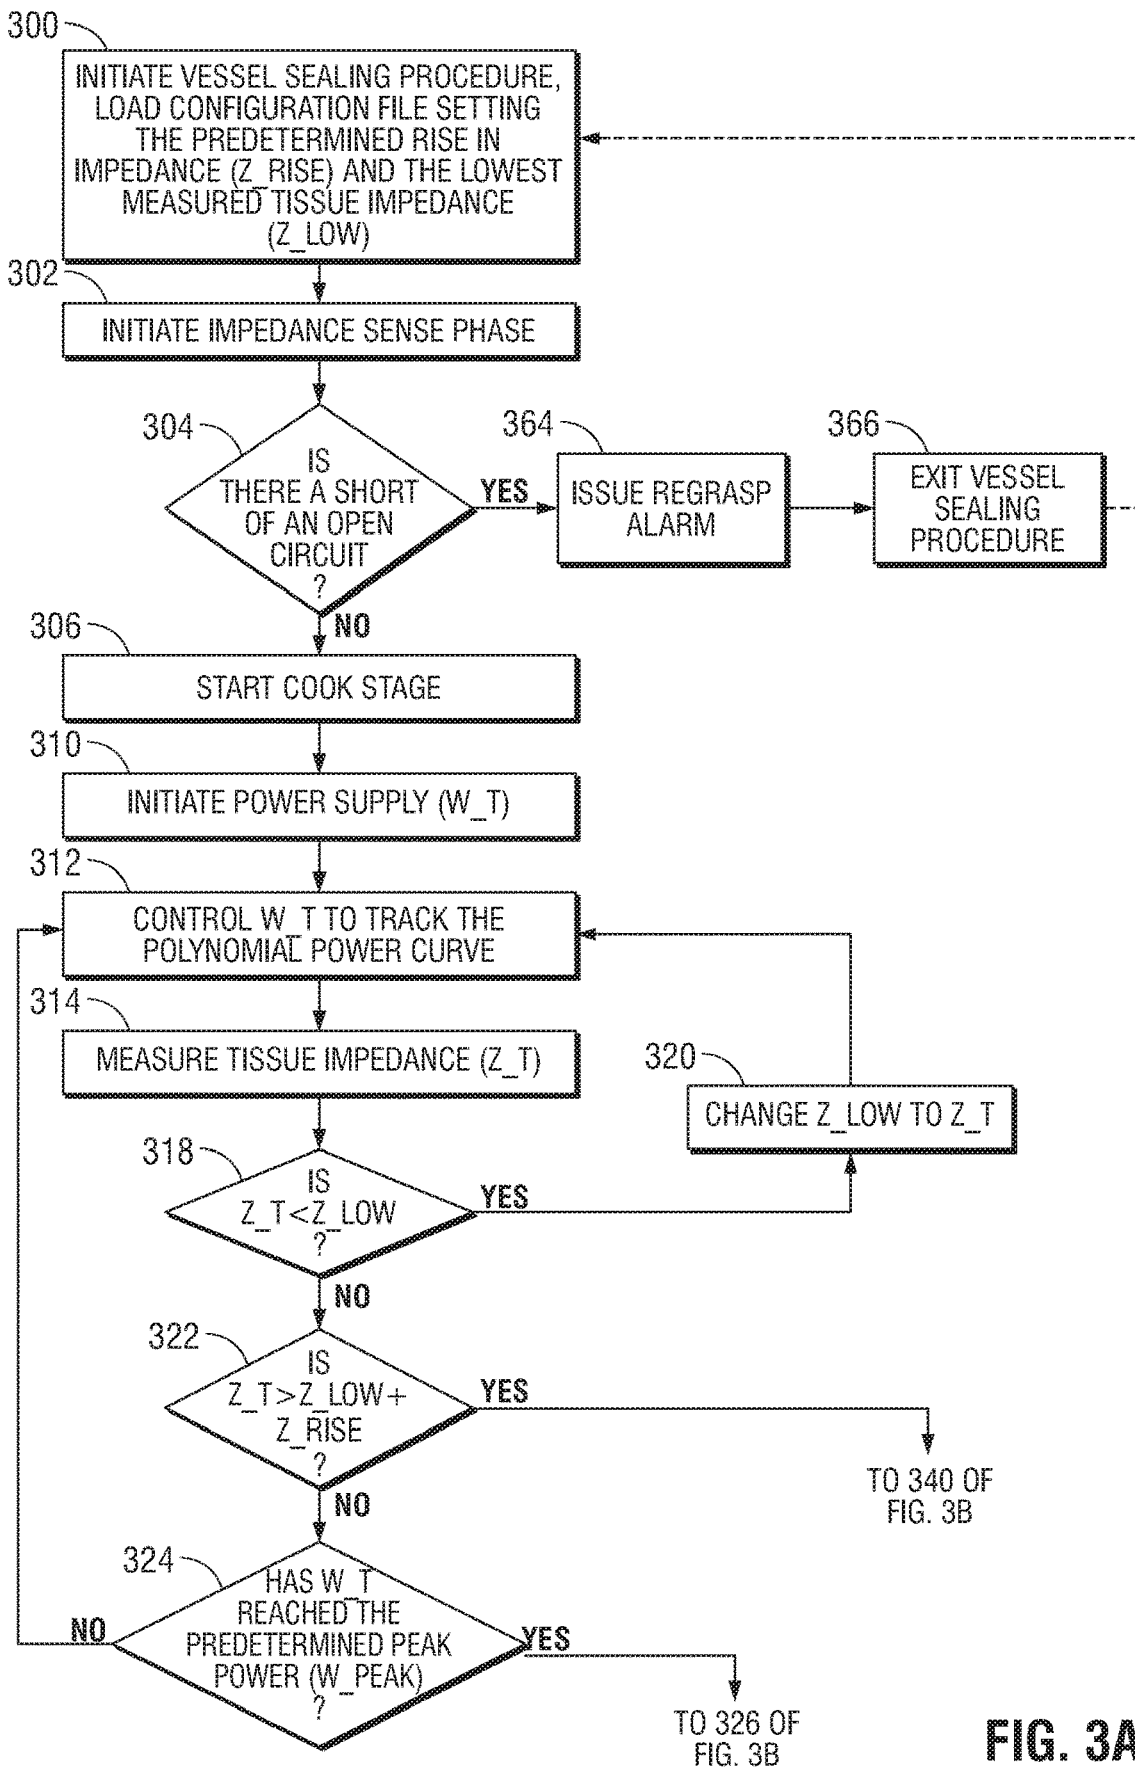 300
INITIATE VESSEL SEALING PROCEDURE,
LOAD CONFIGURATION FILE SETTING
THE PREDETERMINED RISE IN
IMPEDANCE (Z_RISE) AND THE LOWEST
MEASURED TISSUE IMPEDANCE
(Z_LOW)
302
INITIATE IMPEDANCE SENSE PHASE
304
IS
THERE A SHORT
OF AN OPEN
CIRCUIT
?
YES
364
ISSUE REGRASP
ALARM
366
EXIT VESSEL
SEALING
PROCEDURE
NO
306
START COOK STAGE
310
INITIATE POWER SUPPLY (W_T)
312
CONTROL W_T TO TRACK THE
POLYNOMIAL POWER CURVE
314
MEASURE TISSUE IMPEDANCE (Z_T)
320
CHANGE Z_LOW TO Z_T
318
IS
Z_T<Z_LOW
?
YES
NO
322
IS
Z_T>Z_LOW+
Z_RISE
?
YES
TO 340 OF
FIG. 3B
NO
324
HAS W_T
REACHED THE
PREDETERMINED PEAK
POWER (W_PEAK)
?
NO
YES
TO 326 OF
FIG. 3B
FIG. 3A